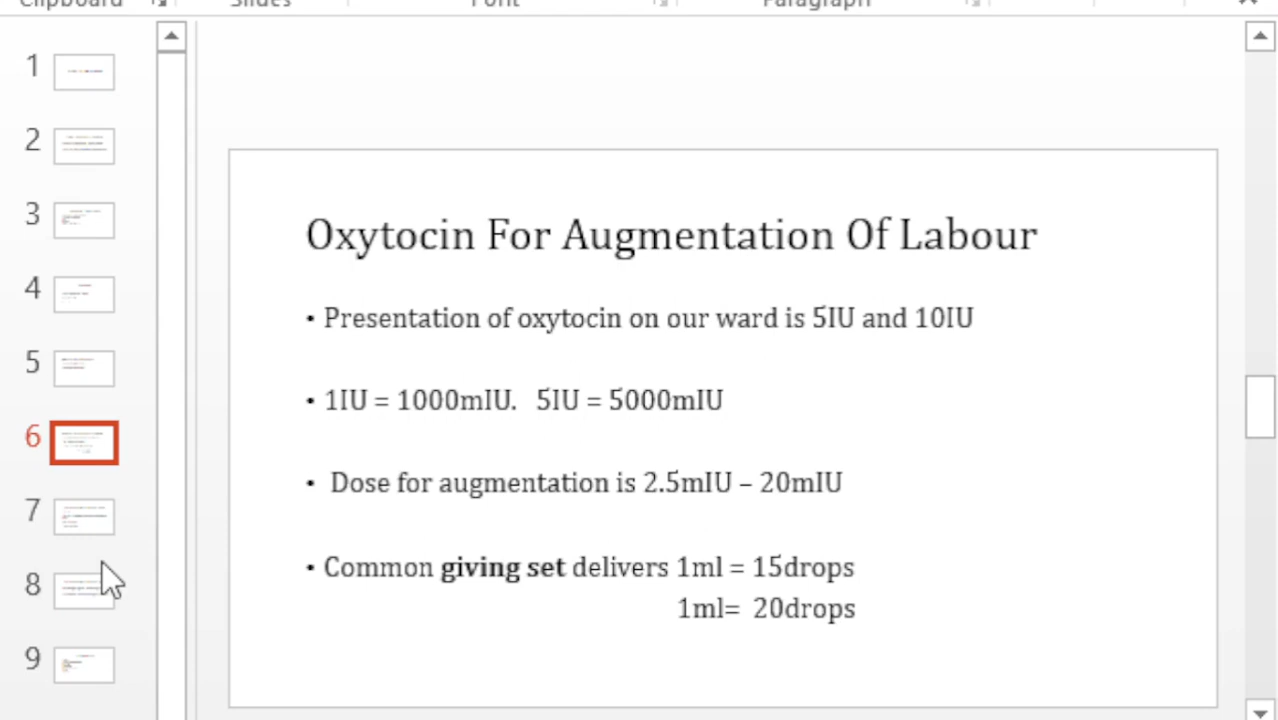 Clipboard Slides Font Paragraph
1
2
3
4
5
6
7
8
9
Oxytocin For Augmentation Of Labour
• Presentation of oxytocin on our ward is 5IU and 10IU
• 1IU = 1000mIU. 5IU = 5000mIU
• Dose for augmentation is 2.5mIU – 20mIU
• Common giving set delivers 1ml = 15drops
1ml= 20drops